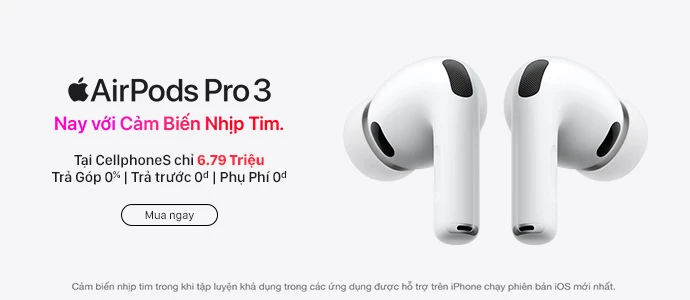 AirPods Pro 3
Nay với Cảm Biến Nhịp Tim.
Tại CellphoneS chỉ 6.79 Triệu
Trả Góp 0% | Trả trước 0đ | Phụ Phí 0đ
Mua ngay
Cảm biến nhịp tim trong khi tập luyện khả dụng trong các ứng dụng được hỗ trợ trên iPhone chạy phiên bản iOS mới nhất.